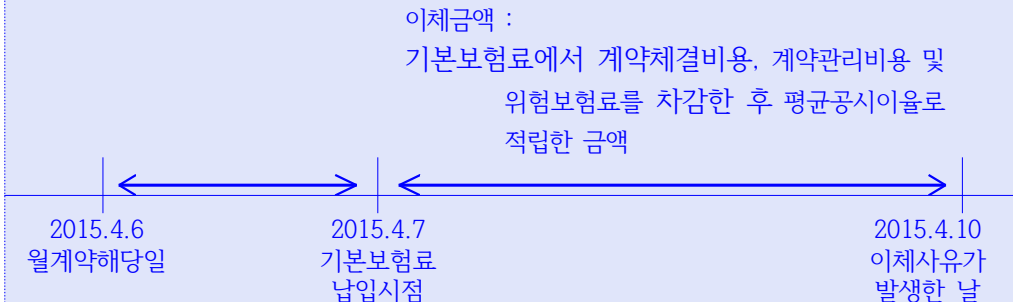 이체금액 :
기본보험료에서 계약체결비용, 계약관리비용 및
위험보험료를 차감한 후 평균공시이율로
적립한 금액
2015.4.6
월계약해당일
2015.4.7
기본보험료
납입시점
2015.4.10
이체사유가
발생한 날